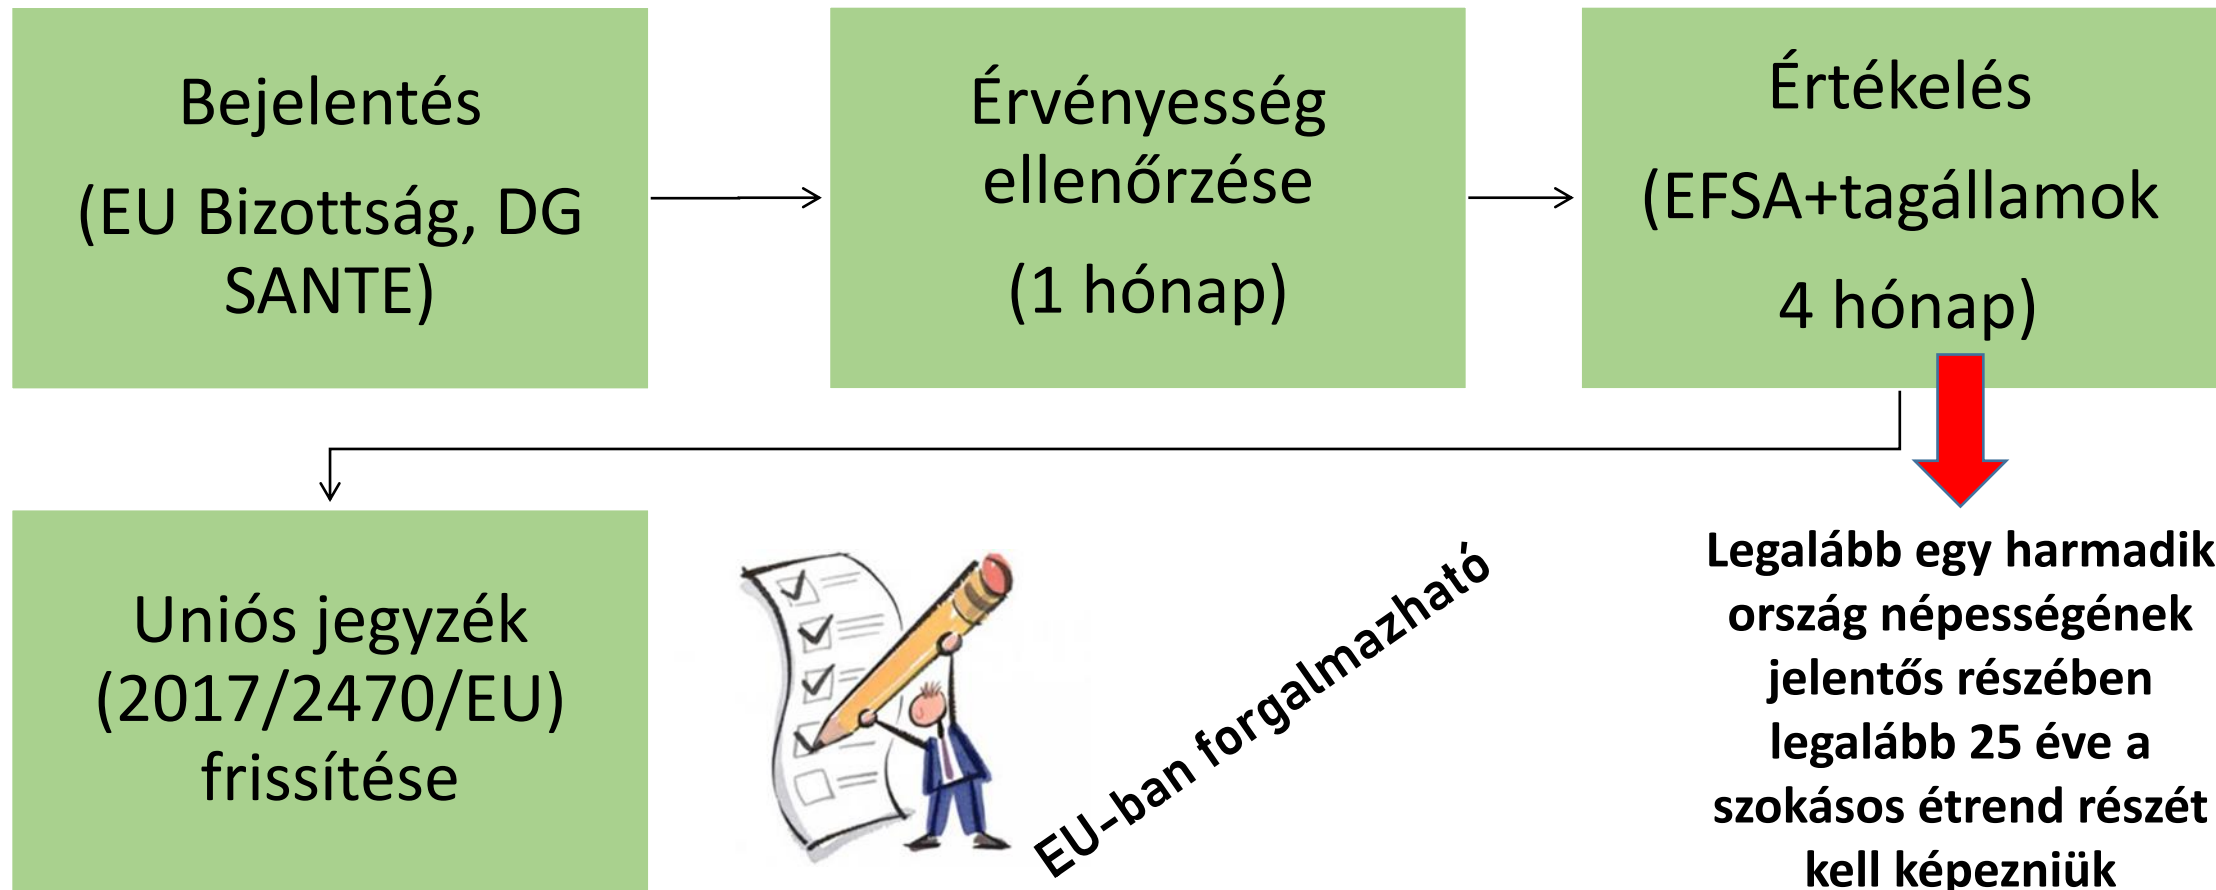 Bejelentés
(EU Bizottság, DG
SANTE)
Érvényesség
ellenőrzése
(1 hónap)
Értékelés
(EFSA+tagállamok
4 hónap)
Uniós jegyzék
(2017/2470/EU)
frissítése
EU-ban forgalmazható
Legalább egy harmadik
ország népességének
jelentős részében
legalább 25 éve a
szokásos étrend részét
kell képezniük